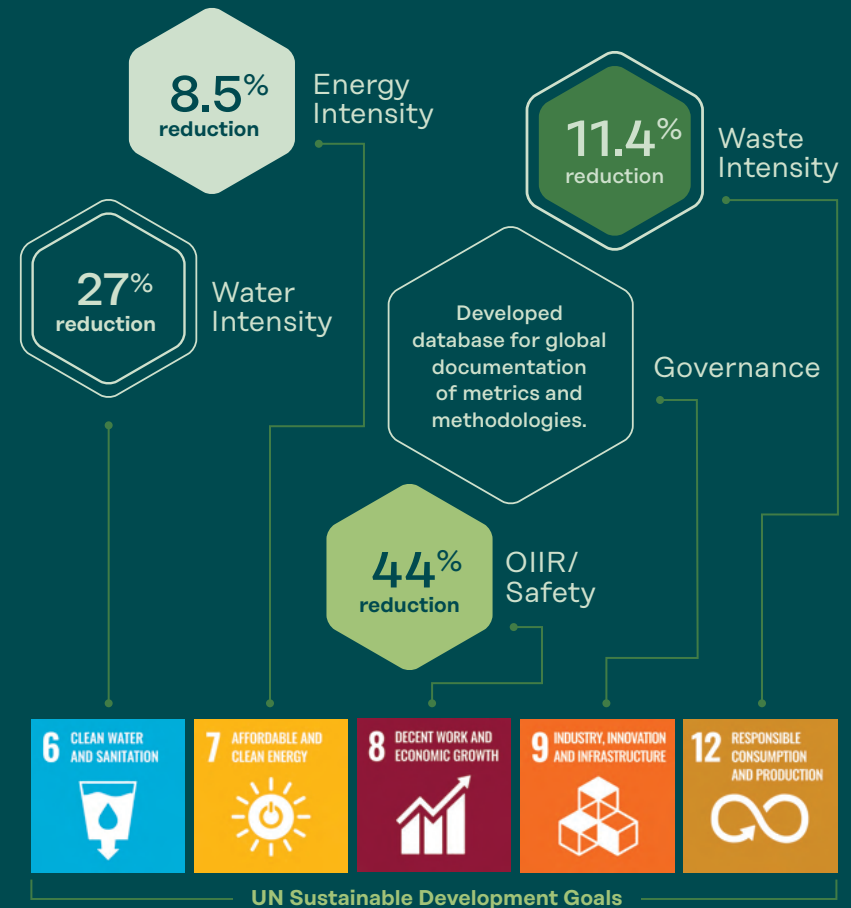 8.5%
reduction
Energy
Intensity
11.4%
reduction
Waste
Intensity
27%
reduction
Water
Intensity
Developed
database for global
documentation
of metrics and
methodologies.
Governance
44%
reduction
OIIR/
Safety
6 CLEAN WATER
AND SANITATION
7 AFFORDABLE AND
CLEAN ENERGY
8 DECENT WORK AND
ECONOMIC GROWTH
9 INDUSTRY, INNOVATION
AND INFRASTRUCTURE
12 RESPONSIBLE
CONSUMPTION
AND PRODUCTION
UN Sustainable Development Goals